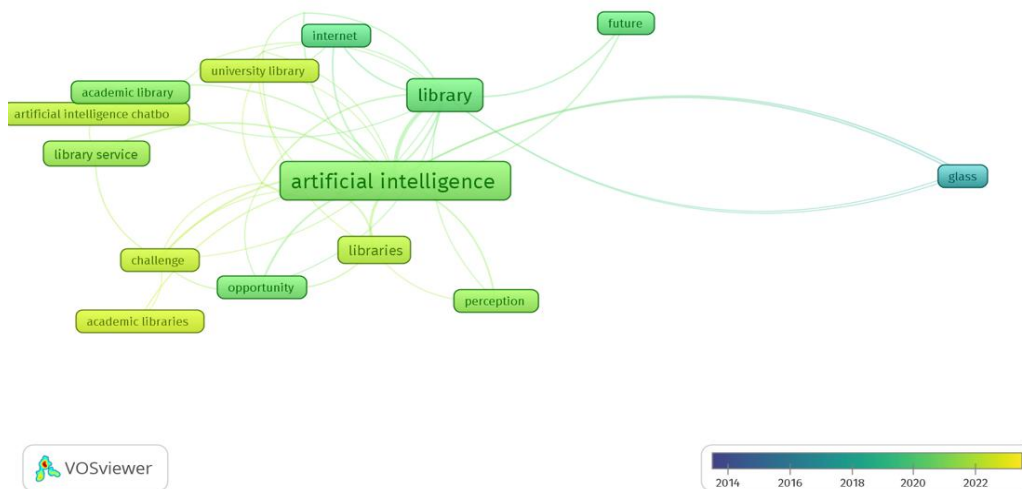 future
internet
university library
academic library
library
artificial intelligence chatbo
library service
glass
artificial intelligence
libraries
challenge
opportunity
perception
academic libraries
VOSviewer
2014 2016 2018 2020 2022